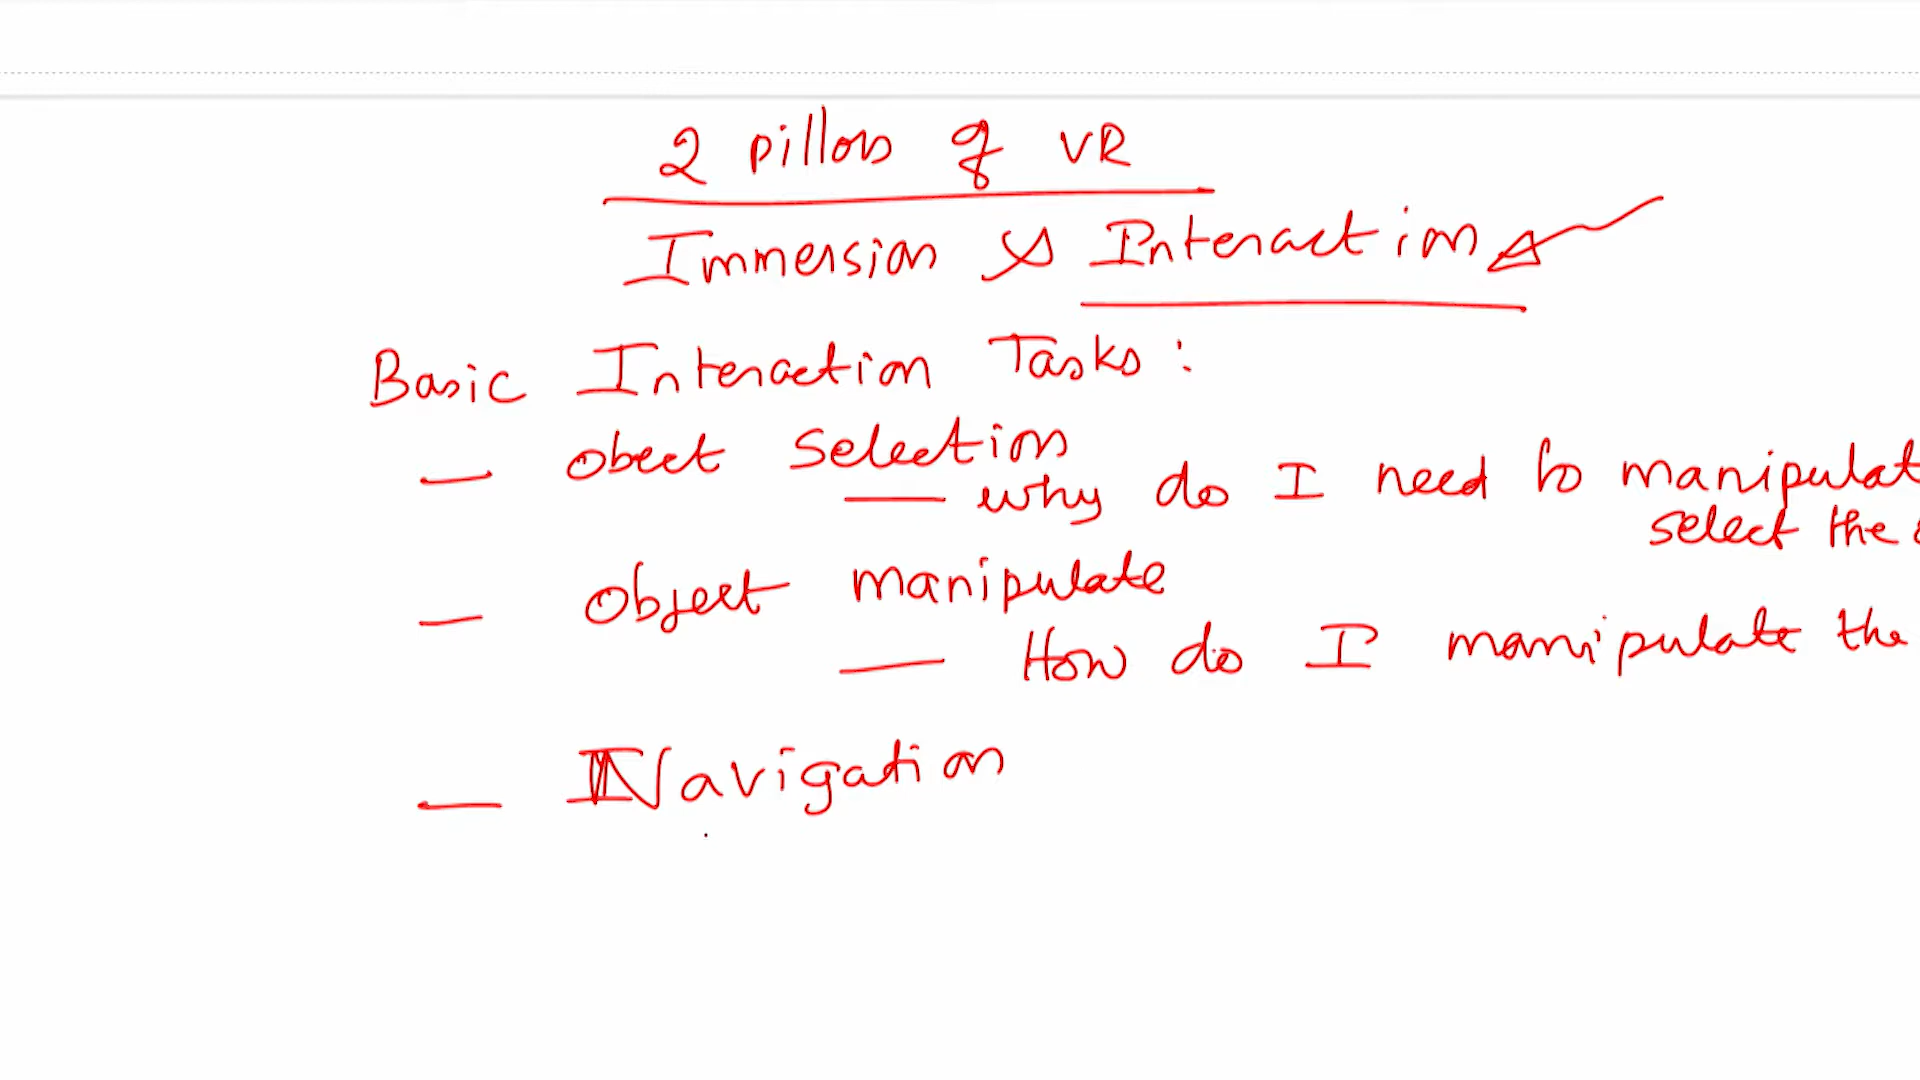 2 pillars of VR
Immersion & Interaction
Basic Interaction Tasks:
— Obect Selection
— why do I need to manipulat
select the
— Object manipulate
— How do I manipulate the
— Navigation